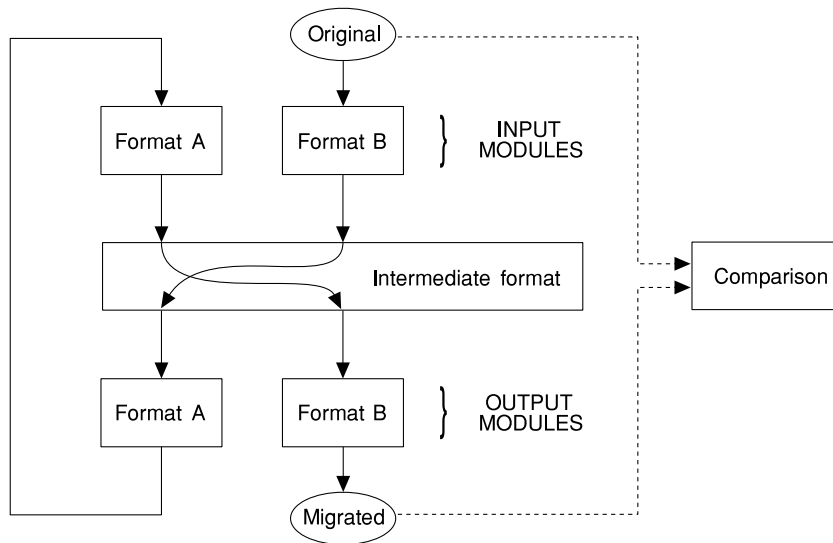 Original
Format A
Format B
} INPUT
MODULES
Intermediate format
Comparison
Format A
Format B
} OUTPUT
MODULES
Migrated